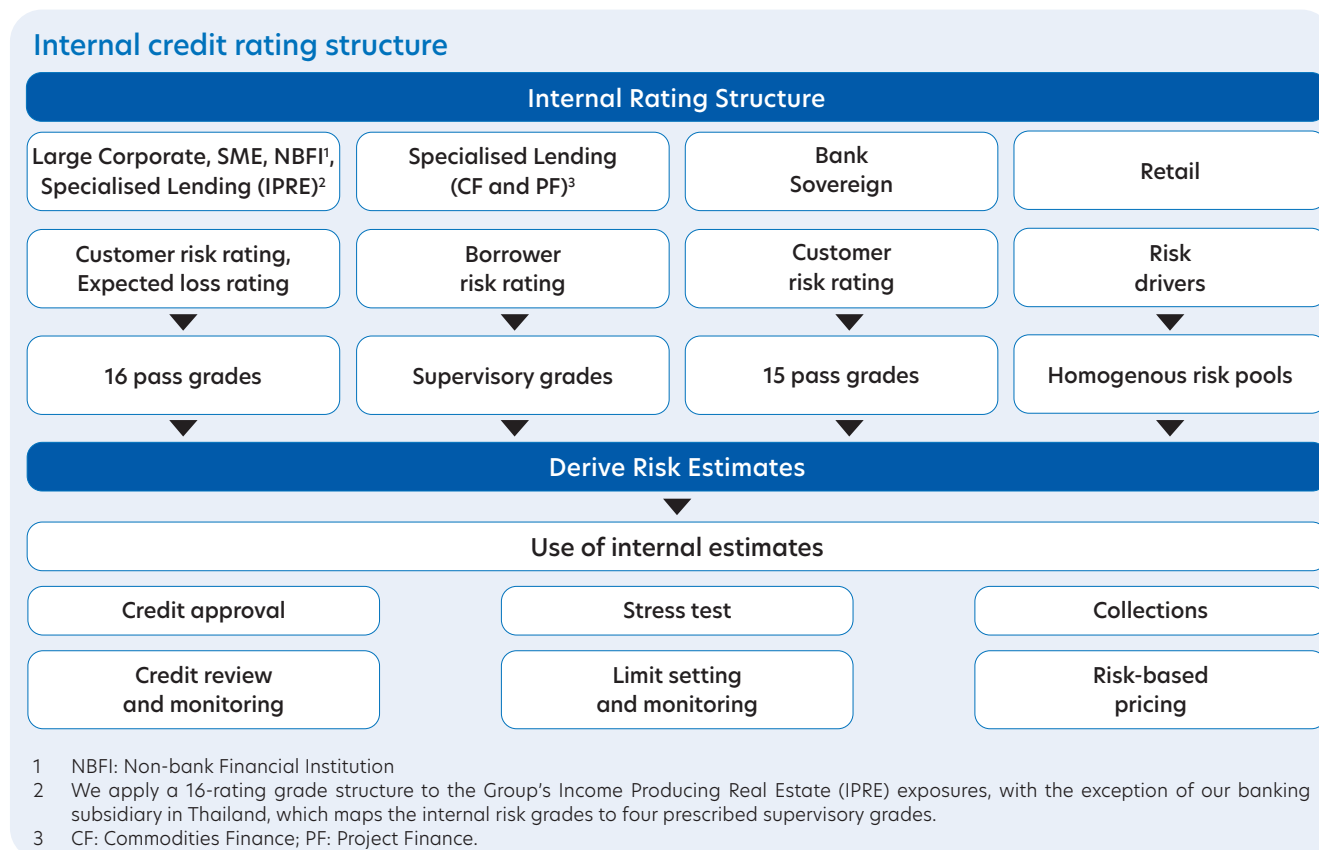 Internal credit rating structure
Internal Rating Structure
Large Corporate, SME, NBFI¹,
Specialised Lending (IPRE)²
Specialised Lending
(CF and PF)³
Bank
Sovereign
Retail
Customer risk rating,
Expected loss rating
Borrower
risk rating
Customer
risk rating
Risk
drivers
16 pass grades
Supervisory grades
15 pass grades
Homogenous risk pools
Derive Risk Estimates
Use of internal estimates
Credit approval
Stress test
Collections
Credit review
and monitoring
Limit setting
and monitoring
Risk-based
pricing
1 NBFI: Non-bank Financial Institution
2 We apply a 16-rating grade structure to the Group's Income Producing Real Estate (IPRE) exposures, with the exception of our banking
subsidiary in Thailand, which maps the internal risk grades to four prescribed supervisory grades.
3 CF: Commodities Finance; PF: Project Finance.